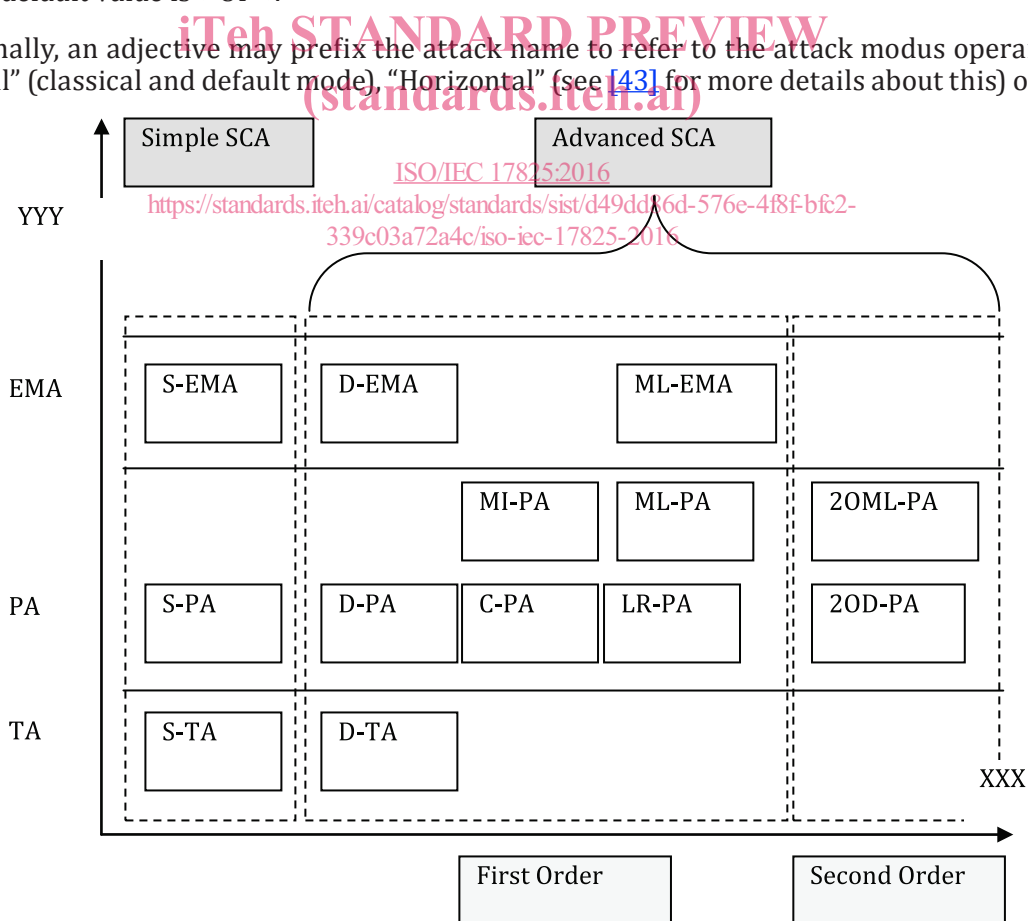 iTeh STANDARD PREVIEW
nally, an adjective may prefix the attack name to refer to the attack modus opera
l” (classical and default mode), “Horizontal” (see [43] for more details about this) o
(standards.iteh.ai)
Simple SCA
Advanced SCA
ISO/IEC 17825:2016
YYY
https://standards.iteh.ai/catalog/standards/sist/d49dd86d-576e-4f8f-bfc2-
339c03a72a4c/iso-iec-17825-2016
EMA
S-EMA
D-EMA
ML-EMA
MI-PA
ML-PA
2OML-PA
PA
S-PA
D-PA
C-PA
LR-PA
2OD-PA
TA
S-TA
D-TA
XXX
First Order
Second Order